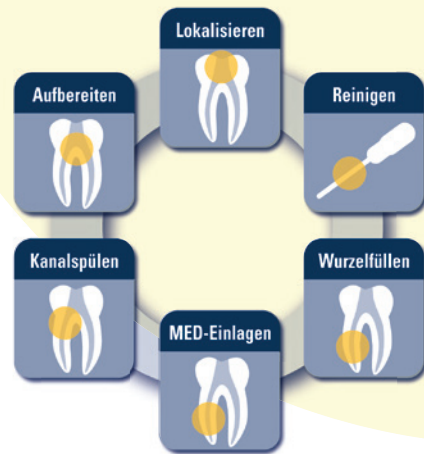 Lokalisieren
Aufbereiten
Reinigen
Kanalspülen
Wurzelfüllen
MED-Einlagen